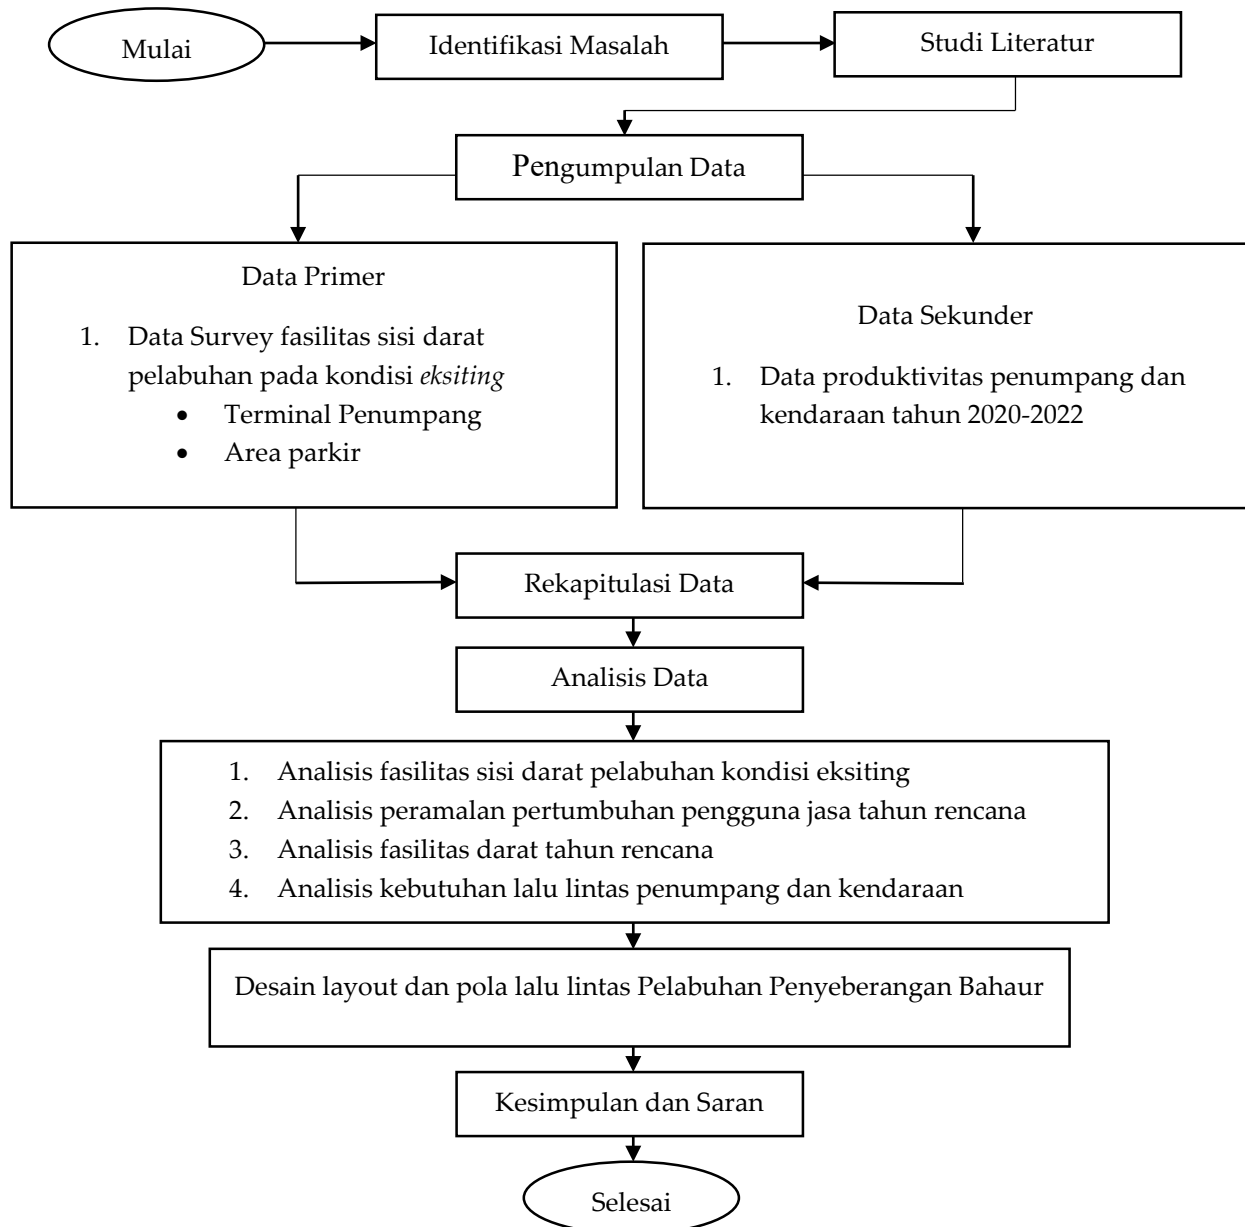 Mulai
Identifikasi Masalah
Studi Literatur
Pengumpulan Data
Data Primer
1. Data Survey fasilitas sisi darat
pelabuhan pada kondisi eksiting
• Terminal Penumpang
• Area parkir
Data Sekunder
1. Data produktivitas penumpang dan
kendaraan tahun 2020-2022
Rekapitulasi Data
Analisis Data
1. Analisis fasilitas sisi darat pelabuhan kondisi eksiting
2. Analisis peramalan pertumbuhan pengguna jasa tahun rencana
3. Analisis fasilitas darat tahun rencana
4. Analisis kebutuhan lalu lintas penumpang dan kendaraan
Desain layout dan pola lalu lintas Pelabuhan Penyeberangan Bahaur
Kesimpulan dan Saran
Selesai